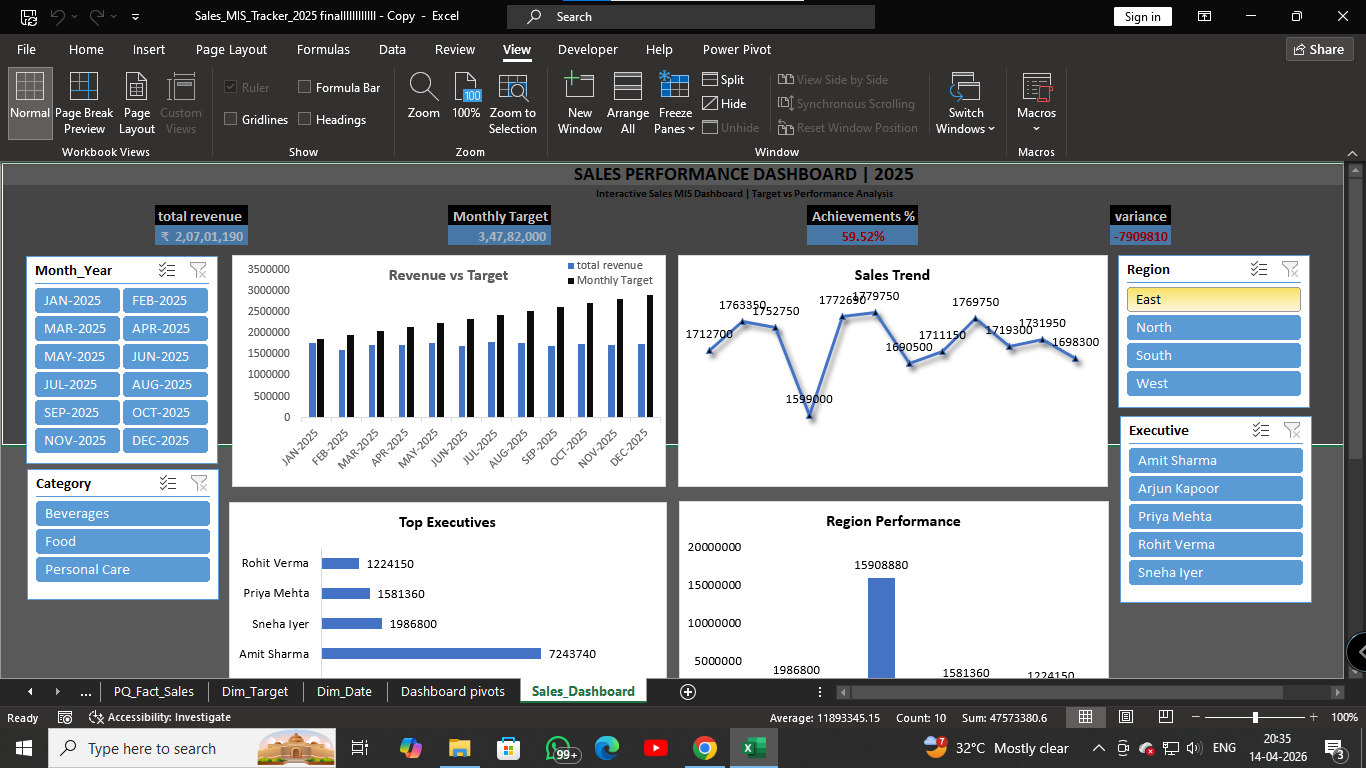 Sales_MIS_Tracker_2025 finalllllllllllll - Copy - Excel
Search
Sign in
File Home Insert Page Layout Formulas Data Review View Developer Help Power Pivot
Share
Normal
Page Break Preview
Page Layout
Custom Views
Workbook Views
Ruler
Formula Bar
Gridlines
Headings
Show
Zoom
100
100%
Zoom to Selection
Zoom
New Window
Arrange All
Freeze Panes
Split
Hide
Unhide
View Side by Side
Synchronous Scrolling
Reset Window Position
Window
Switch Windows
Macros
Macros
SALES PERFORMANCE DASHBOARD | 2025
Interactive Sales MIS Dashboard | Target vs Performance Analysis
total revenue
₹ 2,07,01,190
Monthly Target
3,47,82,000
Achievements %
59.52%
variance
-7909810
Month_Year
JAN-2025 FEB-2025
MAR-2025 APR-2025
MAY-2025 JUN-2025
JUL-2025 AUG-2025
SEP-2025 OCT-2025
NOV-2025 DEC-2025
Category
Beverages
Food
Personal Care
Revenue vs Target
total revenue
Monthly Target
3500000
3000000
2500000
2000000
1500000
1000000
500000
0
JAN-2025 FEB-2025 MAR-2025 APR-2025 MAY-2025 JUN-2025 JUL-2025 AUG-2025 SEP-2025 OCT-2025 NOV-2025 DEC-2025
Sales Trend
1712700 1763350 1752750 1599000 1772690 1779750 1690500 1711150 1769750 1719300 1731950 1698300
Region
East
North
South
West
Executive
Amit Sharma
Arjun Kapoor
Priya Mehta
Rohit Verma
Sneha Iyer
Top Executives
Rohit Verma 1224150
Priya Mehta 1581360
Sneha Iyer 1986800
Amit Sharma 7243740
Region Performance
20000000
15000000
10000000
5000000
1986800 15908880 1581360 1224150
... PQ_Fact_Sales Dim_Target Dim_Date Dashboard pivots Sales_Dashboard
Ready
Accessibility: Investigate
Average: 11893345.15 Count: 10 Sum: 47573380.6
100%
Type here to search
99+
7
32°C Mostly clear
ENG
20:35
14-04-2026
3